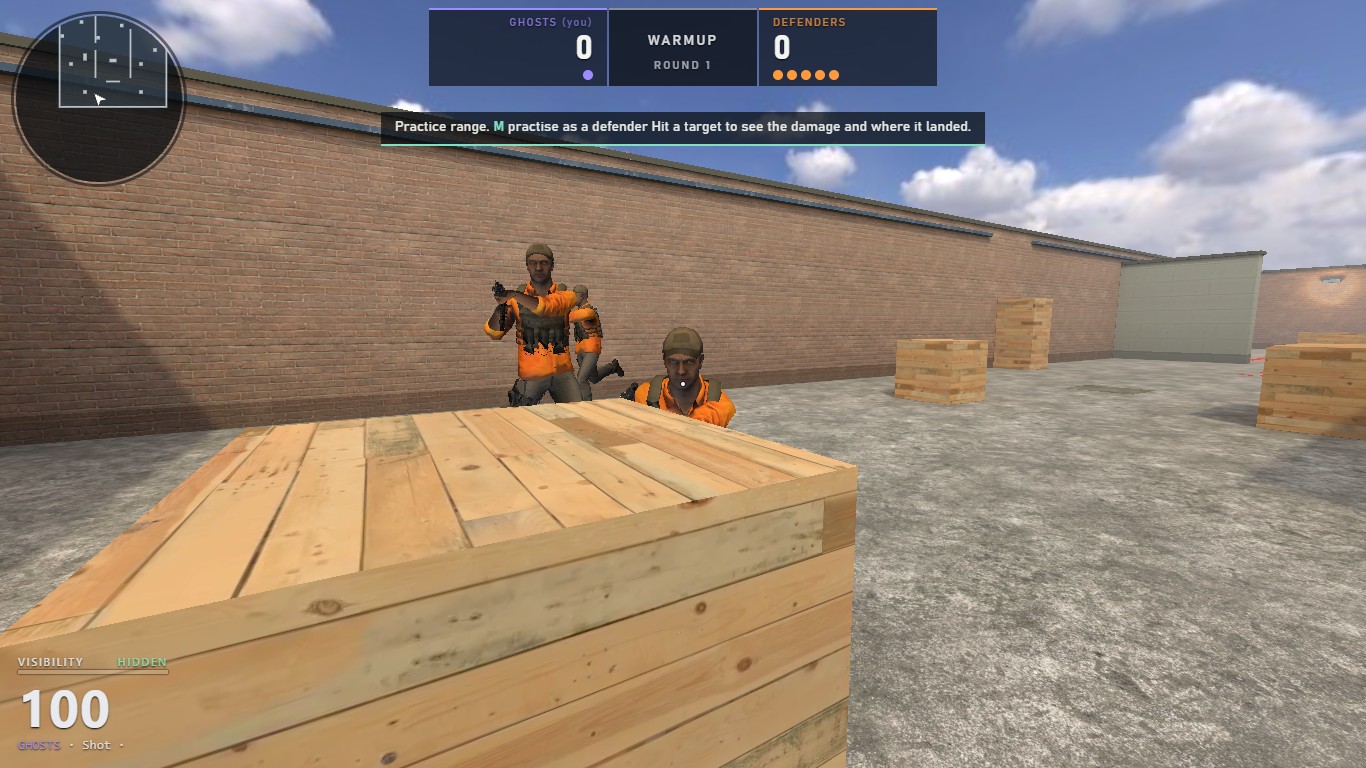 GHOSTS (you)
0
WARMUP
ROUND 1
DEFENDERS
0
Practice range. M practise as a defender Hit a target to see the damage and where it landed.
VISIBILITY HIDDEN
100
GHOSTS · Shot ·